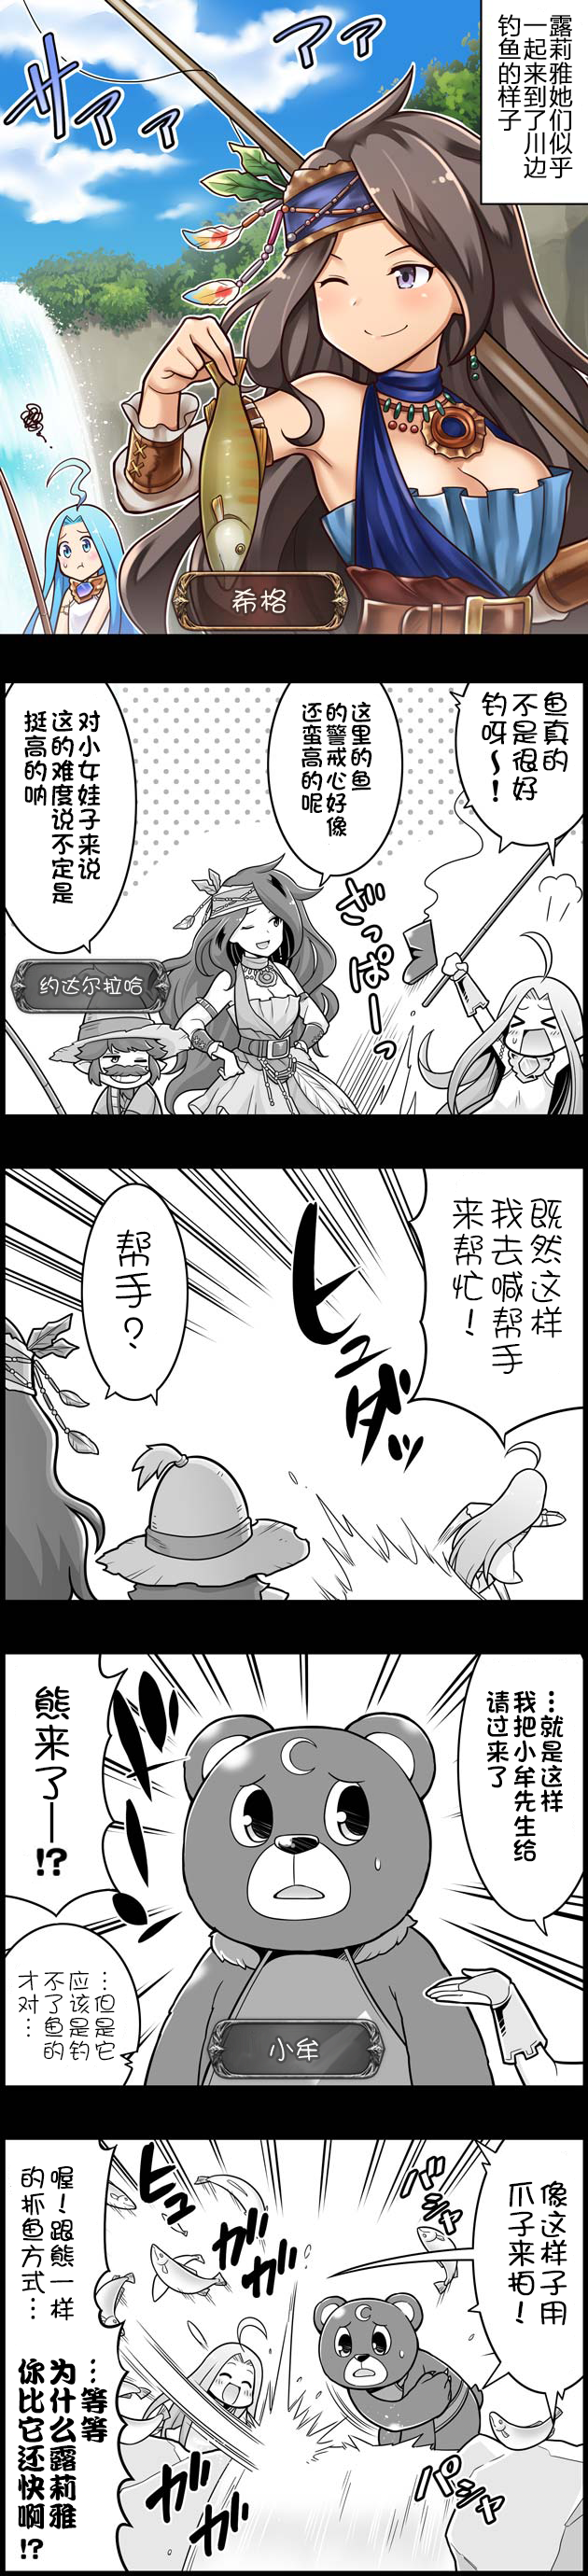 露莉雅她们似乎
一起来到了川边
钓鱼的样子
サァァ
サァァ
希格
鱼真的
不是很好
钓呀～！
这里的鱼
的警戒心好像
还蛮高的呢
对小女娃子来说
这的难度说不定是
挺高的呐
ざっぱーっ
约达尔拉哈
既然这样
我去喊帮手
来帮忙！
ヒュダッ
帮手？
…就是这样
我把小牟先生给
请过来了
熊来了—!?
…但是它
应该是钓
不了鱼的
才对…
小牟
像这样子用
爪子来拍！
バシャ
ガガ
ヒュ
喔！跟熊一样
的抓鱼方式…
…等等
为什么露莉雅
你比它还快啊!?
ガガ
パシャ